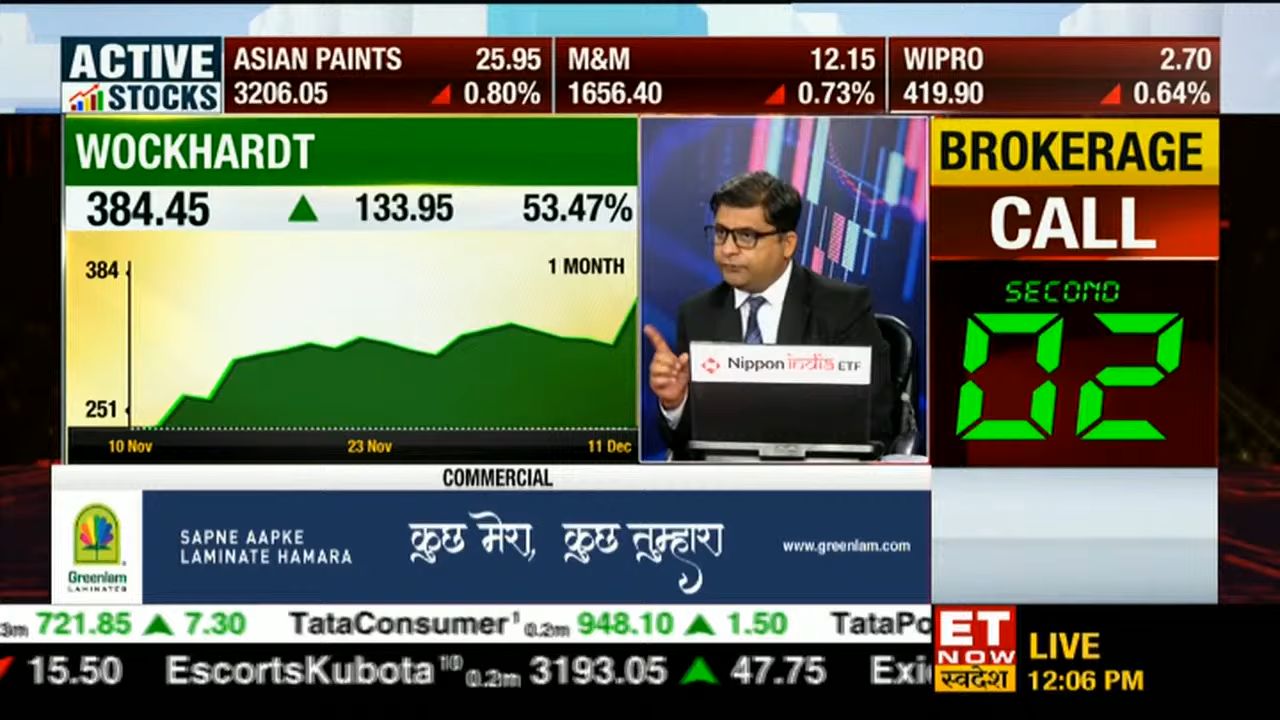 ACTIVE STOCKS
ASIAN PAINTS 25.95
3206.05 0.80%
M&M 12.15
1656.40 0.73%
WIPRO 2.70
419.90 0.64%
WOCKHARDT
384.45 ▲ 133.95 53.47%
384
1 MONTH
251
10 Nov 23 Nov 11 Dec
Nippon india ETF
BROKERAGE
CALL
SECOND
02
COMMERCIAL
Greenlam
LAMINATES
SAPNE AAPKE
LAMINATE HAMARA
कुछ मेरा, कुछ तुम्हारा
www.greenlam.com
3m 721.85 ▲ 7.30 TataConsumer 0.2m 948.10 ▲ 1.50 TataPo
15.50 EscortsKubota 10 0.2m 3193.05 ▲ 47.75 Exi
ET
NOW
स्वदेश
LIVE
12:06 PM